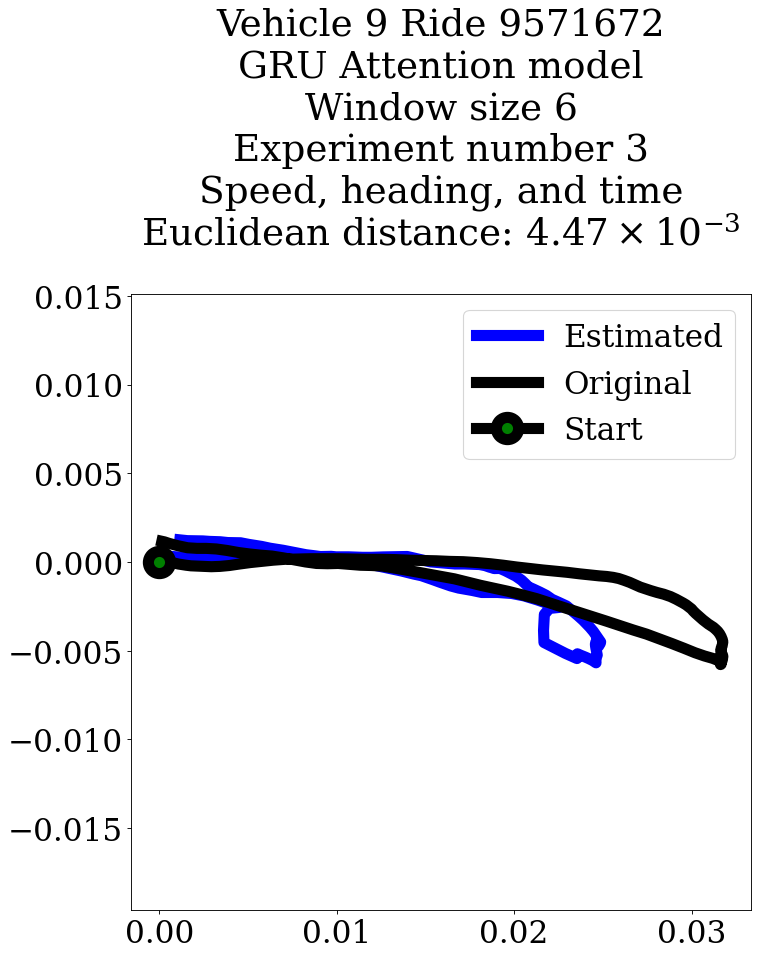 Vehicle 9 Ride 9571672
GRU Attention model
Window size 6
Experiment number 3
Speed, heading, and time
Euclidean distance: 4.47 × 10⁻³
0.015
0.010
0.005
0.000
−0.005
−0.010
−0.015
Estimated
Original
Start
0.00 0.01 0.02 0.03